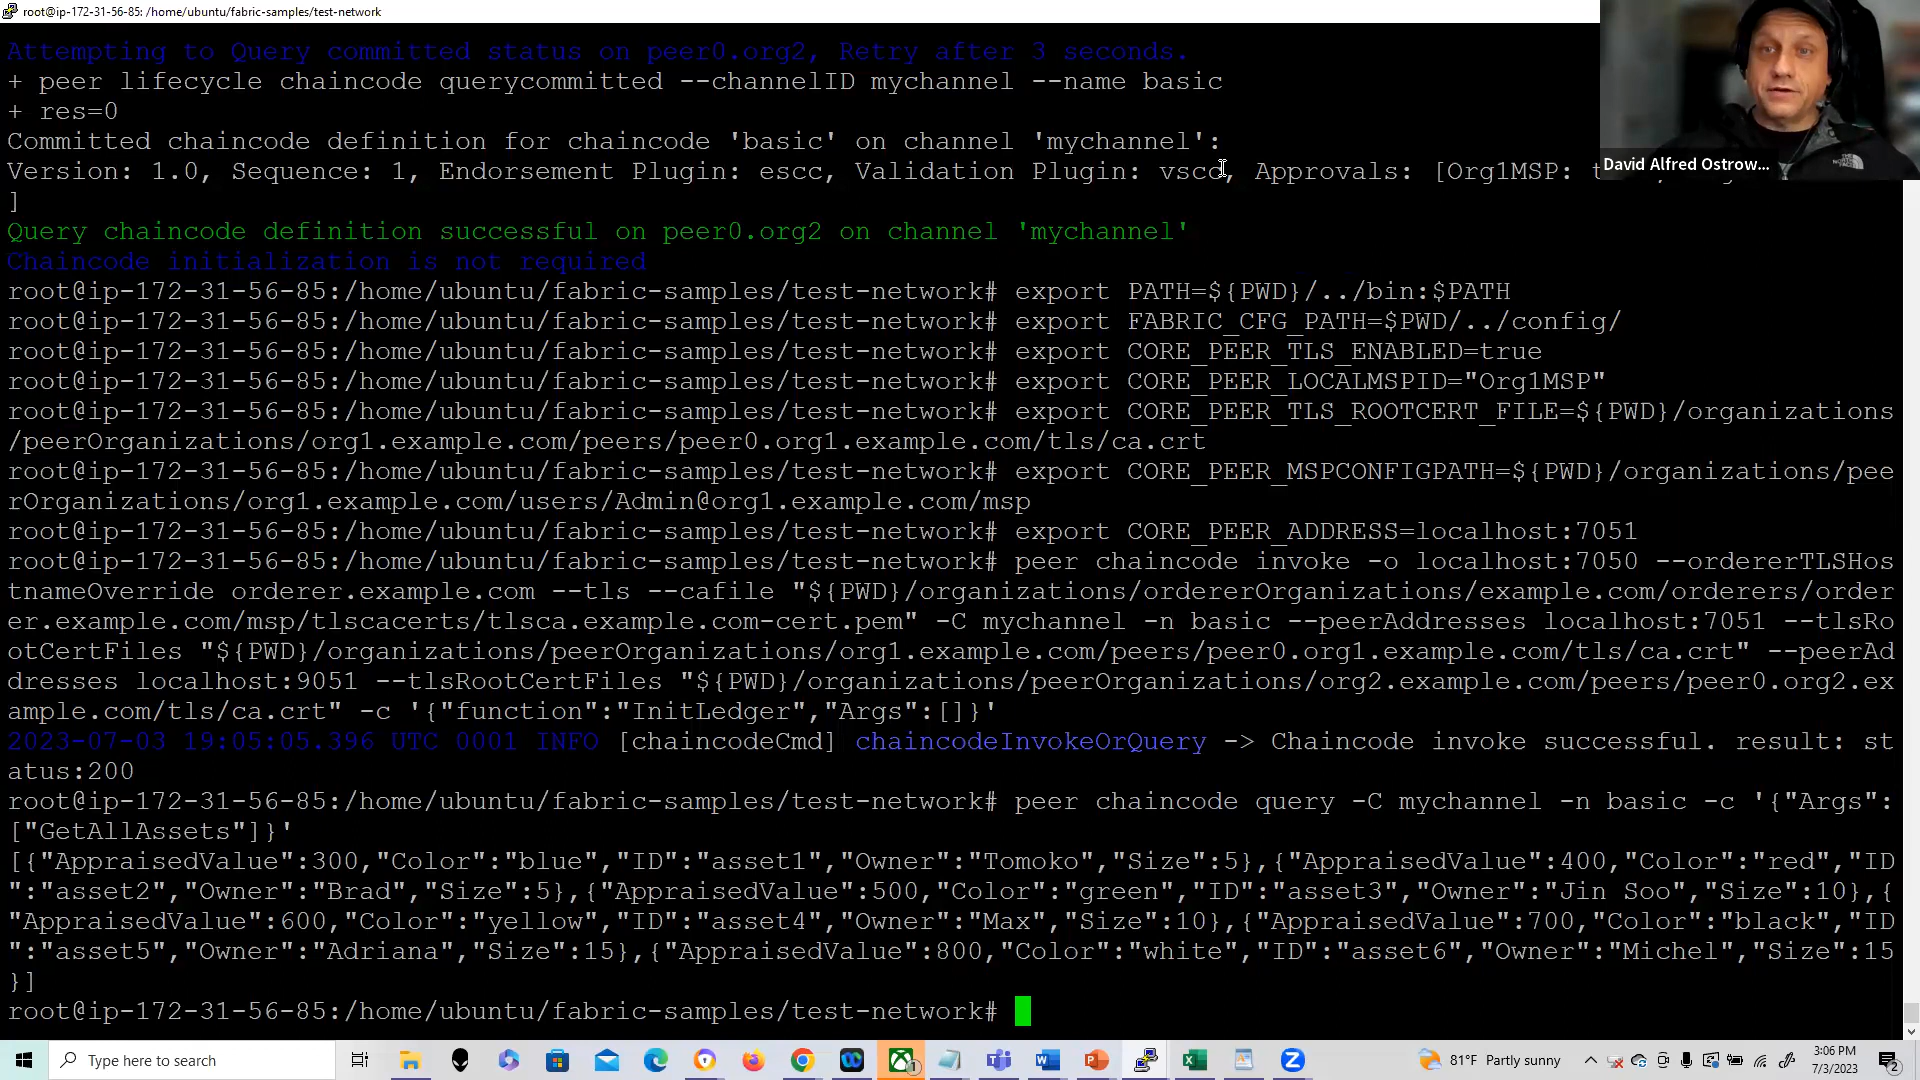 root@ip-172-31-56-85: /home/ubuntu/fabric-samples/test-network
Attempting to Query committed status on peer0.org2, Retry after 3 seconds.
+ peer lifecycle chaincode querycommitted --channelID mychannel --name basic
+ res=0
Committed chaincode definition for chaincode 'basic' on channel 'mychannel':
Version: 1.0, Sequence: 1, Endorsement Plugin: escc, Validation Plugin: vscc, Approvals: [Org1MSP:
]
Query chaincode definition successful on peer0.org2 on channel 'mychannel'
Chaincode initialization is not required
root@ip-172-31-56-85:/home/ubuntu/fabric-samples/test-network# export PATH=${PWD}/../bin:$PATH
root@ip-172-31-56-85:/home/ubuntu/fabric-samples/test-network# export FABRIC_CFG_PATH=$PWD/../config/
root@ip-172-31-56-85:/home/ubuntu/fabric-samples/test-network# export CORE_PEER_TLS_ENABLED=true
root@ip-172-31-56-85:/home/ubuntu/fabric-samples/test-network# export CORE_PEER_LOCALMSPID="Org1MSP"
root@ip-172-31-56-85:/home/ubuntu/fabric-samples/test-network# export CORE_PEER_TLS_ROOTCERT_FILE=${PWD}/organizations
/peerOrganizations/org1.example.com/peers/peer0.org1.example.com/tls/ca.crt
root@ip-172-31-56-85:/home/ubuntu/fabric-samples/test-network# export CORE_PEER_MSPCONFIGPATH=${PWD}/organizations/pee
rOrganizations/org1.example.com/users/Admin@org1.example.com/msp
root@ip-172-31-56-85:/home/ubuntu/fabric-samples/test-network# export CORE_PEER_ADDRESS=localhost:7051
root@ip-172-31-56-85:/home/ubuntu/fabric-samples/test-network# peer chaincode invoke -o localhost:7050 --ordererTLSHos
tnameOverride orderer.example.com --tls --cafile "${PWD}/organizations/ordererOrganizations/example.com/orderers/order
er.example.com/msp/tlscacerts/tlsca.example.com-cert.pem" -C mychannel -n basic --peerAddresses localhost:7051 --tlsRo
otCertFiles "${PWD}/organizations/peerOrganizations/org1.example.com/peers/peer0.org1.example.com/tls/ca.crt" --peerAd
dresses localhost:9051 --tlsRootCertFiles "${PWD}/organizations/peerOrganizations/org2.example.com/peers/peer0.org2.ex
ample.com/tls/ca.crt" -c '{"function":"InitLedger","Args":[]}'
2023-07-03 19:05:05.396 UTC 0001 INFO [chaincodeCmd] chaincodeInvokeOrQuery -> Chaincode invoke successful. result: st
atus:200
root@ip-172-31-56-85:/home/ubuntu/fabric-samples/test-network# peer chaincode query -C mychannel -n basic -c '{"Args":
["GetAllAssets"]}'
[{"AppraisedValue":300,"Color":"blue","ID":"asset1","Owner":"Tomoko","Size":5},{"AppraisedValue":400,"Color":"red","ID
":"asset2","Owner":"Brad","Size":5},{"AppraisedValue":500,"Color":"green","ID":"asset3","Owner":"Jin Soo","Size":10},{
"AppraisedValue":600,"Color":"yellow","ID":"asset4","Owner":"Max","Size":10},{"AppraisedValue":700,"Color":"black","ID
":"asset5","Owner":"Adriana","Size":15},{"AppraisedValue":800,"Color":"white","ID":"asset6","Owner":"Michel","Size":15
}]
root@ip-172-31-56-85:/home/ubuntu/fabric-samples/test-network#
David Alfred Ostrow...
Type here to search
81°F Partly sunny
3:06 PM
7/3/2023